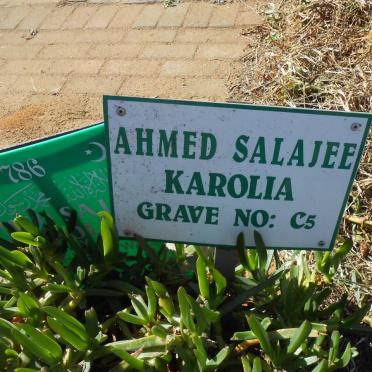 786
AHMED SALAJEE
KAROLIA
GRAVE NO: C5